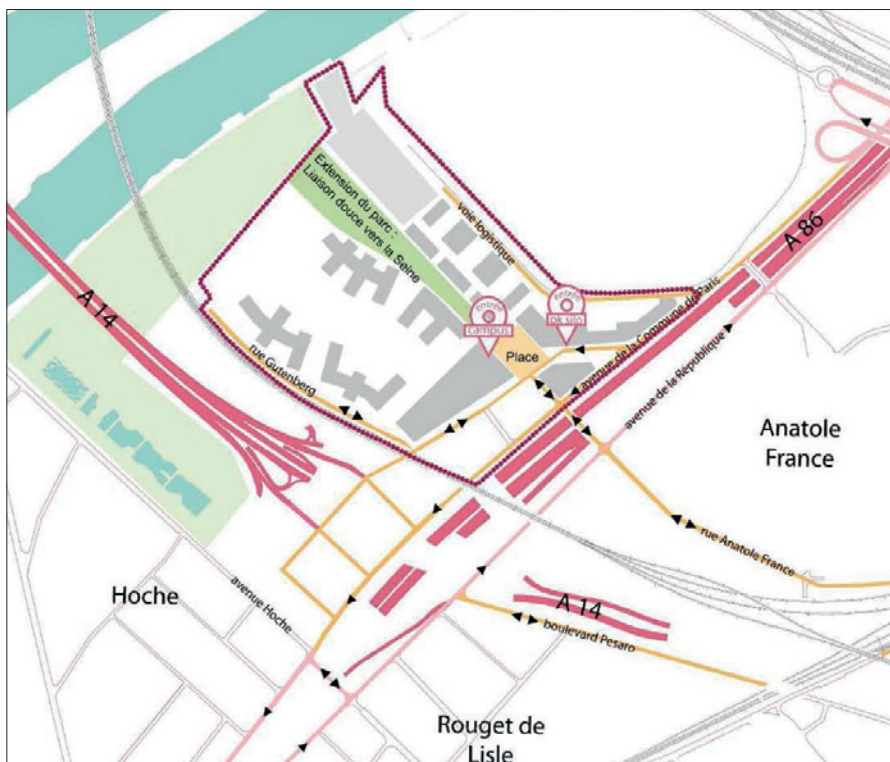 Extension du parc :
Liaison douce vers la Seine
voie logistique
A 86
A 14
entrée
campus
entrée
ok silo
avenue de la Commune de Paris
Place
rue Gutenberg
avenue de la République
Anatole
France
rue Anatole France
Hoche
avenue Hoche
A 14
boulevard Pesaro
Rouget de
Lisle